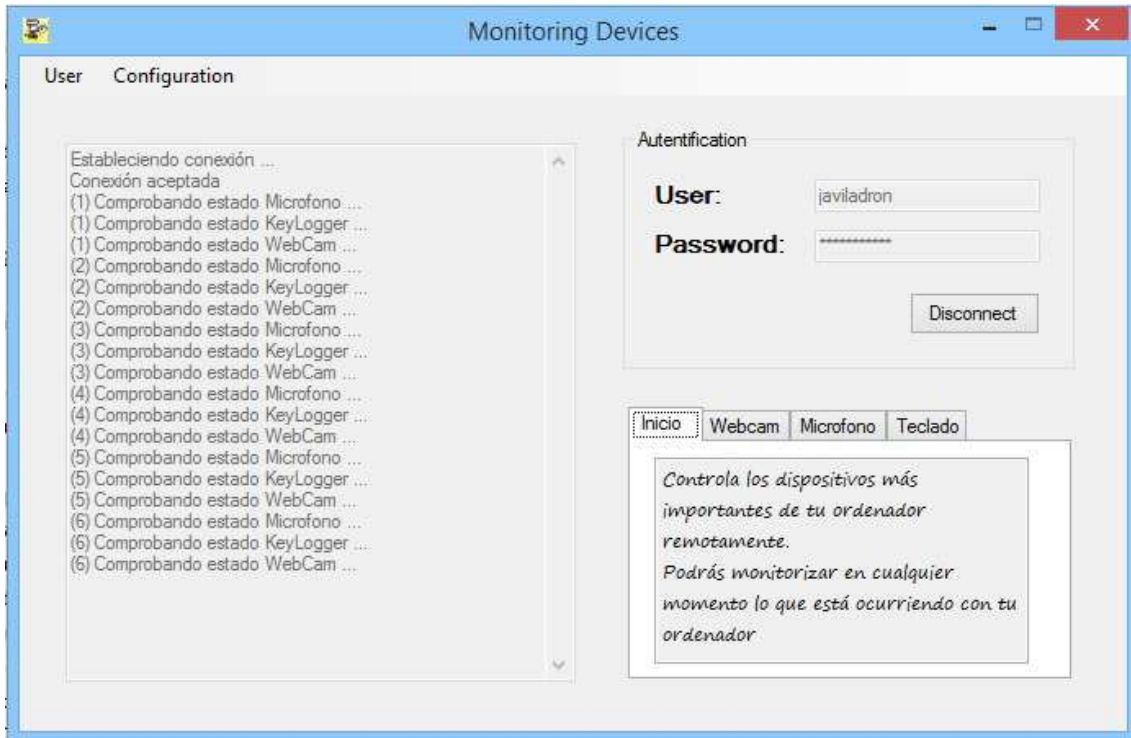 Monitoring Devices
User Configuration
Estableciendo conexión ...
Conexión aceptada
(1) Comprobando estado Microfono ...
(1) Comprobando estado KeyLogger ...
(1) Comprobando estado WebCam ...
(2) Comprobando estado Microfono ...
(2) Comprobando estado KeyLogger ...
(2) Comprobando estado WebCam ...
(3) Comprobando estado Microfono ...
(3) Comprobando estado KeyLogger ...
(3) Comprobando estado WebCam ...
(4) Comprobando estado Microfono ...
(4) Comprobando estado KeyLogger ...
(4) Comprobando estado WebCam ...
(5) Comprobando estado Microfono ...
(5) Comprobando estado KeyLogger ...
(5) Comprobando estado WebCam ...
(6) Comprobando estado Microfono ...
(6) Comprobando estado KeyLogger ...
(6) Comprobando estado WebCam ...
Autentification
User: javiladron
Password: ***********
Disconnect
Inicio Webcam Microfono Teclado
Controla los dispositivos más
importantes de tu ordenador
remotamente.
Podrás monitorizar en cualquier
momento lo que está ocurriendo con tu
ordenador